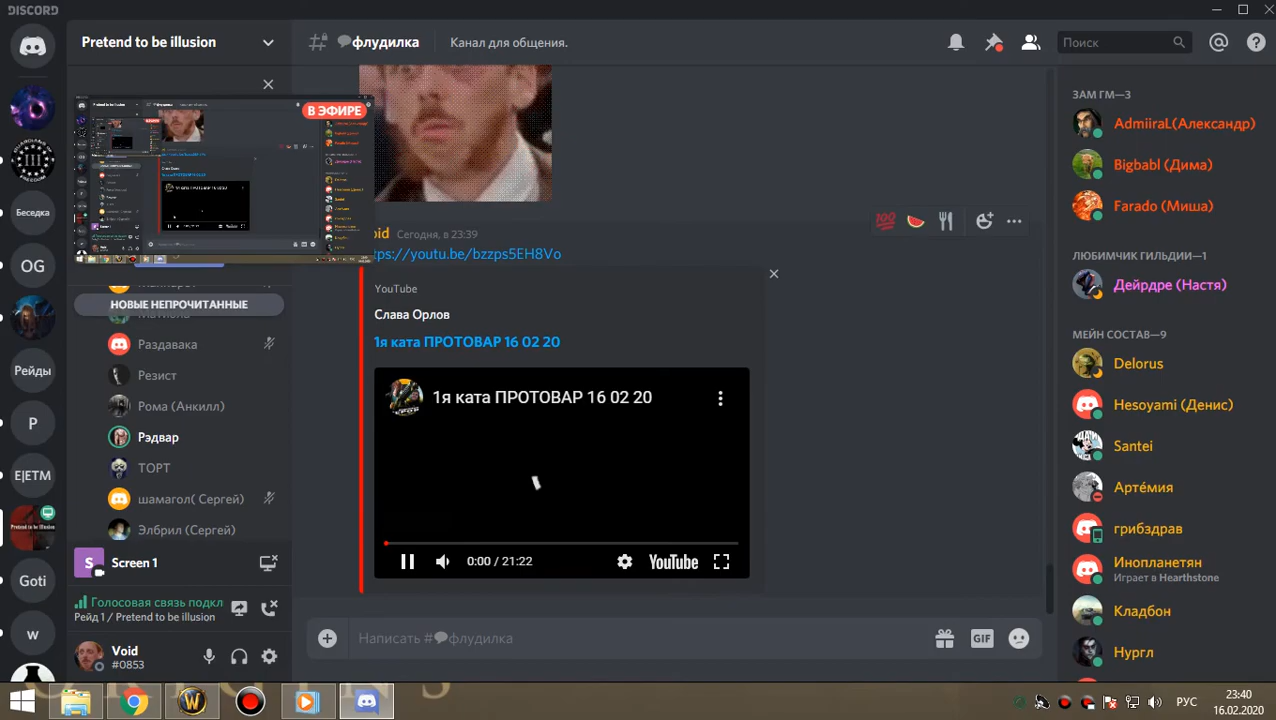 DISCORD
Pretend to be illusion
флудилка
Канал для общения.
Поиск
В ЭФИРЕ
oid Сегодня, в 23:39
tps://youtu.be/bzzps5EH8Vo
YouTube
Слава Орлов
1я ката ПРОТОВАР 16 02 20
1я ката ПРОТОВАР 16 02 20
0:00 / 21:22
YouTube
Написать #флудилка
GIF
Беседка
OG
Рейды
P
E|ETM
Goti
w
НОВЫЕ НЕПРОЧИТАННЫЕ
Раздавака
Резист
Рома (Анкилл)
Рэдвар
ТОРТ
шамагол( Сергей)
Элбрил (Сергей)
S
Screen 1
Голосовая связь подкл
Рейд 1 / Pretend to be illusion
Void
#0853
ЗАМ ГМ—3
AdmiiraL(Александр)
Bigbabl (Дима)
Farado (Миша)
ЛЮБИМЧИК ГИЛЬДИИ—1
Дейрдре (Настя)
МЕЙН СОСТАВ—9
Delorus
Hesoyami (Денис)
Santei
Артёмия
грибздрав
Инопланетян
Играет в Hearthstone
Кладбон
Нургл
РУС
23:40
16.02.2020